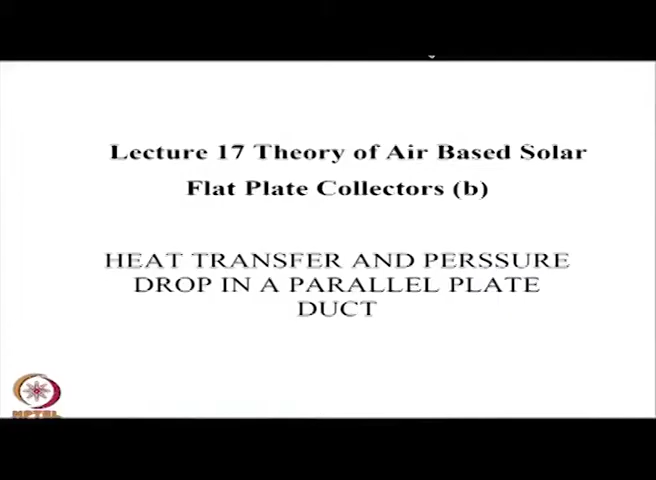 Lecture 17 Theory of Air Based Solar
Flat Plate Collectors (b)
HEAT TRANSFER AND PERSSURE
DROP IN A PARALLEL PLATE
DUCT
NPTEL